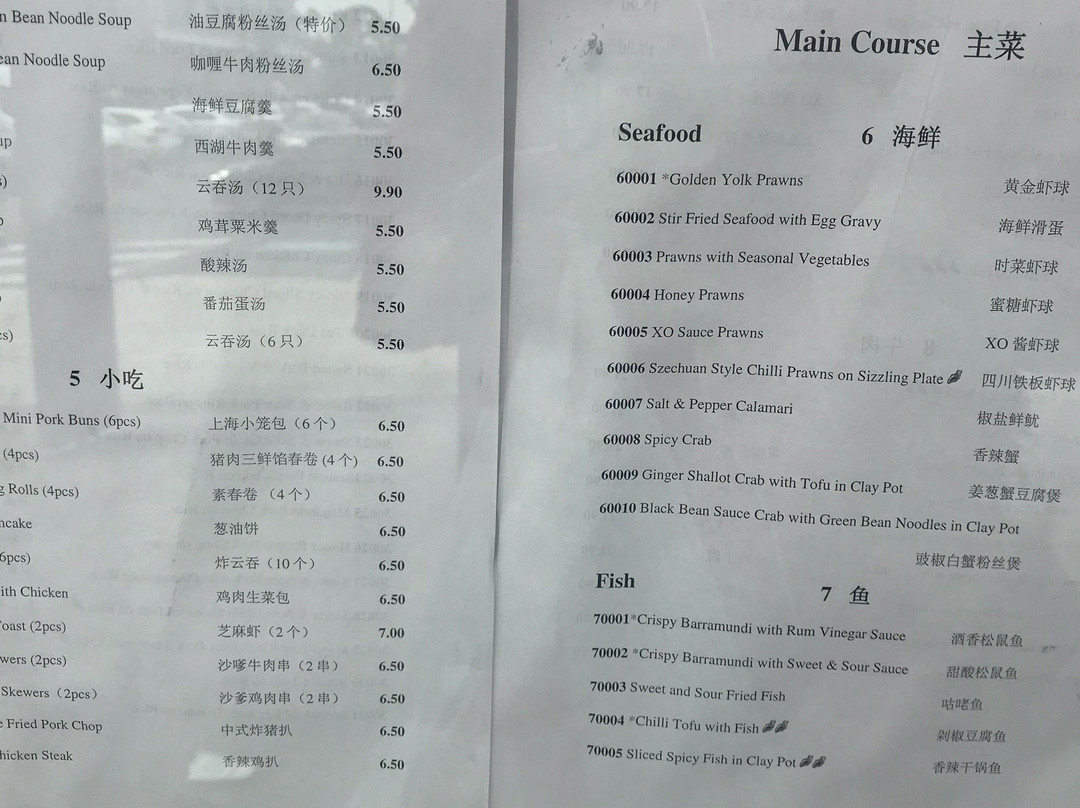 n Bean Noodle Soup 油豆腐粉丝汤（特价） 5.50
ean Noodle Soup 咖喱牛肉粉丝汤 6.50
海鲜豆腐羹 5.50
up 西湖牛肉羹 5.50
s) 云吞汤（12 只） 9.90
p 鸡茸粟米羹 5.50
酸辣汤 5.50
番茄蛋汤 5.50
cs) 云吞汤（6 只） 5.50
5 小吃
Mini Pork Buns (6pcs) 上海小笼包（6 个） 6.50
(4pcs) 猪肉三鲜馅春卷 (4 个) 6.50
g Rolls (4pcs) 素春卷 （4 个） 6.50
ncake 葱油饼 6.50
6pcs) 炸云吞（10 个） 6.50
ith Chicken 鸡肉生菜包 6.50
oast (2pcs) 芝麻虾（2 个） 7.00
wers (2pcs) 沙嗲牛肉串（2 串） 6.50
Skewers（2pcs） 沙爹鸡肉串（2 串） 6.50
e Fried Pork Chop 中式炸猪扒 6.50
hicken Steak 香辣鸡扒 6.50
Main Course 主菜
Seafood 6 海鲜
60001 *Golden Yolk Prawns 黄金虾球
60002 Stir Fried Seafood with Egg Gravy 海鲜滑蛋
60003 Prawns with Seasonal Vegetables 时菜虾球
60004 Honey Prawns 蜜糖虾球
60005 XO Sauce Prawns XO 酱虾球
60006 Szechuan Style Chilli Prawns on Sizzling Plate 四川铁板虾球
60007 Salt & Pepper Calamari 椒盐鲜鱿
60008 Spicy Crab 香辣蟹
60009 Ginger Shallot Crab with Tofu in Clay Pot 姜葱蟹豆腐煲
60010 Black Bean Sauce Crab with Green Bean Noodles in Clay Pot
豉椒白蟹粉丝煲
Fish 7 鱼
70001*Crispy Barramundi with Rum Vinegar Sauce 酒香松鼠鱼
70002 *Crispy Barramundi with Sweet & Sour Sauce 甜酸松鼠鱼
70003 Sweet and Sour Fried Fish 咕咾鱼
70004 *Chilli Tofu with Fish 剁椒豆腐鱼
70005 Sliced Spicy Fish in Clay Pot 香辣干锅鱼